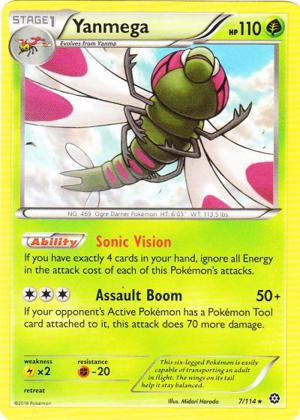 STAGE1 Yanmega HP110
Evolves from Yanma
NO. 469 Ogre Darner Pokémon HT: 6'03" WT: 113.5 lbs.
Ability Sonic Vision
If you have exactly 4 cards in your hand, ignore all Energy
in the attack cost of each of this Pokémon's attacks.
Assault Boom 50+
If your opponent's Active Pokémon has a Pokémon Tool
card attached to it, this attack does 70 more damage.
weakness resistance
×2 -20
retreat
This six-legged Pokémon is easily
capable of transporting an adult
in flight. The wings on its tail
help it stay balanced.
©2016 Pokémon Illus. Midori Harada 7/114 ★